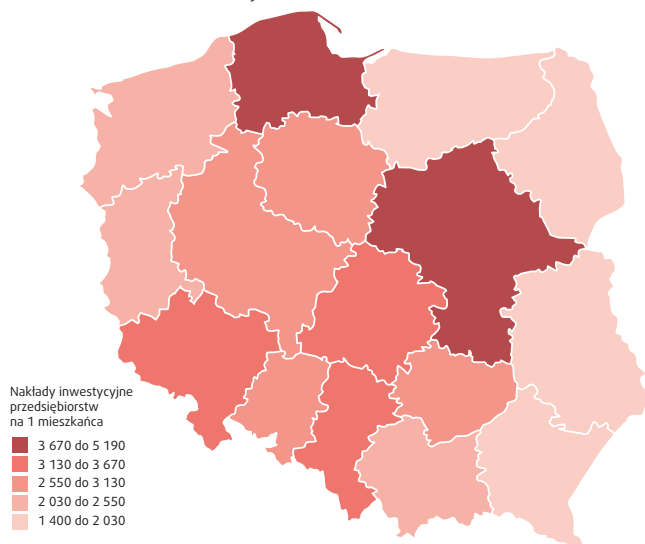 Nakłady inwestycyjne
przedsiębiorstw
na 1 mieszkańca
3 670 do 5 190
3 130 do 3 670
2 550 do 3 130
2 030 do 2 550
1 400 do 2 030